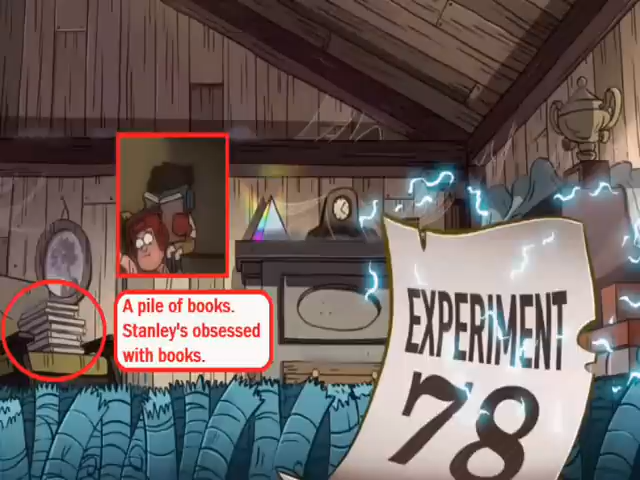 A pile of books.
Stanley's obsessed
with books.
EXPERIMENT
78